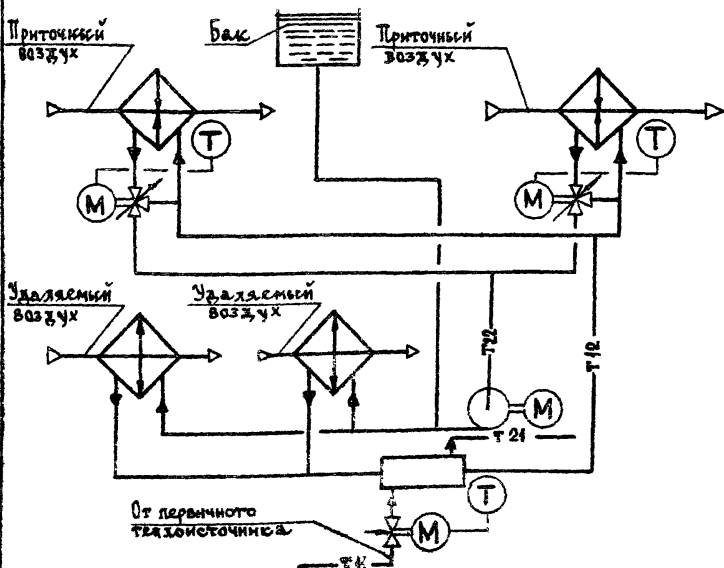 Приточный
воздух
Бак
Приточный
воздух
Т
М
Т
М
Удаляемый
воздух
Удаляемый
воздух
Т22
Т12
М
Т21
Т
От первичного
теплоисточника
М